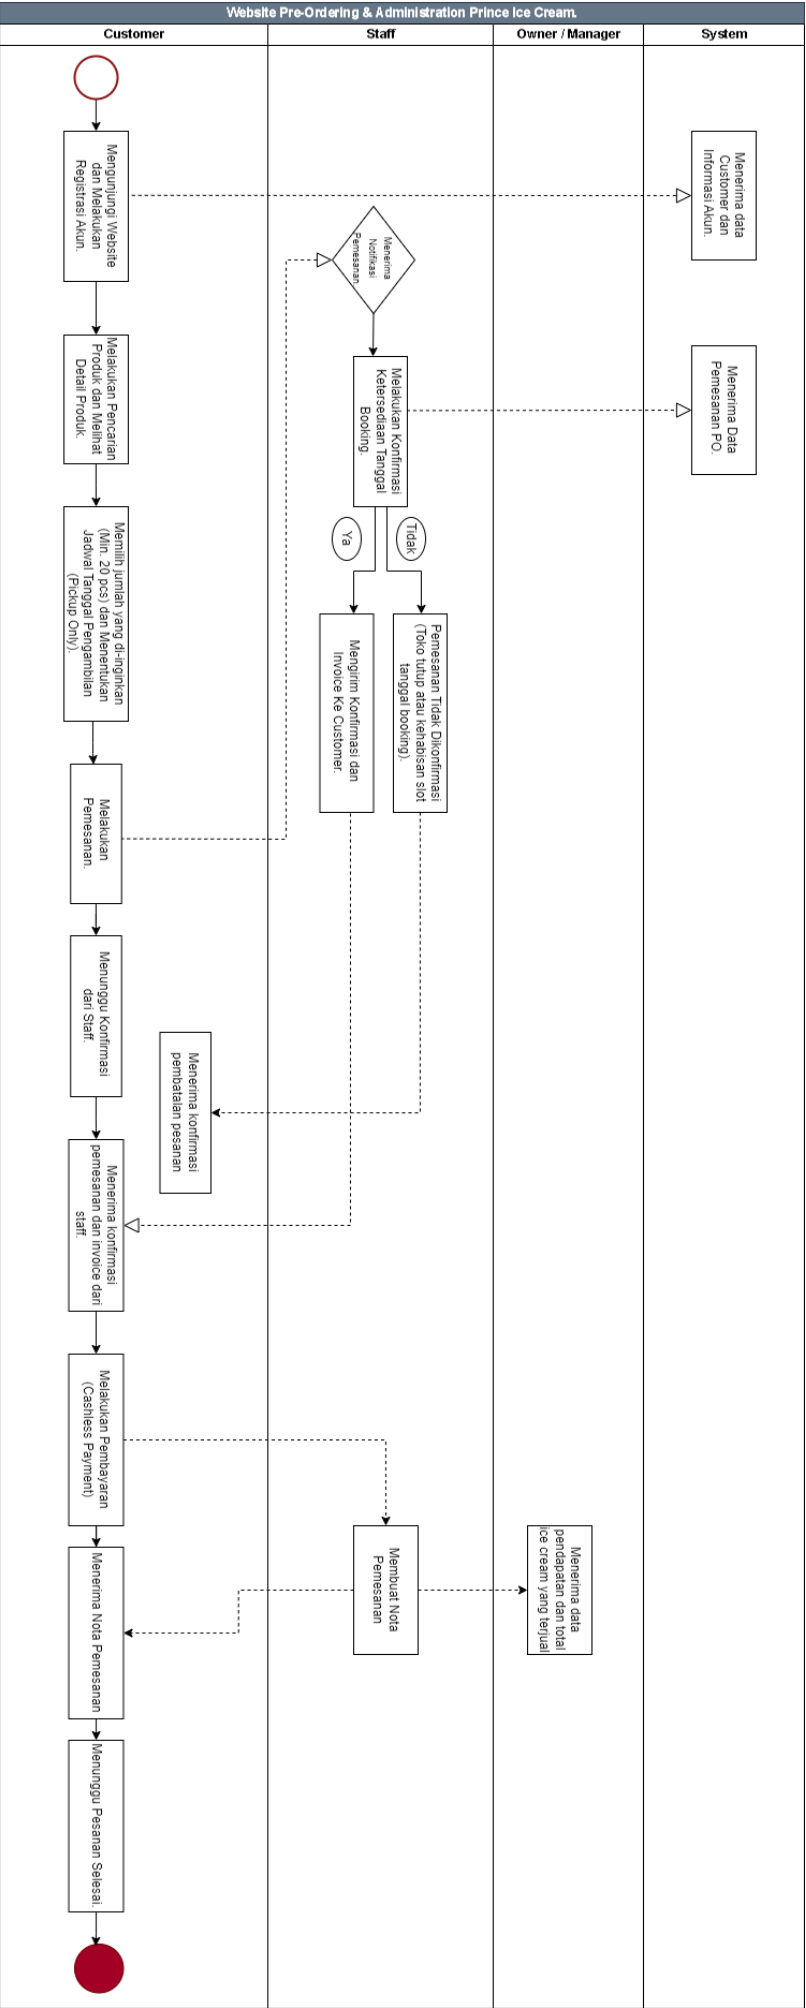 Website Pre-Ordering & Administration Prince Ice Cream.
Customer
Staff
Owner / Manager
System
Mengunjungi Website
dan Melakukan
Registrasi Akun.
Menerima data
Customer dan
Informasi Akun.
Menerima
Notifikasi
Pemesanan.
Melakukan Pencarian
Produk dan Melihat
Detail Produk.
Melakukan Konfirmasi
Ketersediaan Tanggal
Booking.
Menerima Data
Pemesanan PO.
Memilih jumlah yang di-inginkan
(Min. 20 pcs) dan Menentukan
Jadwal Tanggal Pengambilan
(Pickup Only).
Ya
Tidak
Mengirim Konfirmasi dan
Invoice Ke Customer.
Pemesanan Tidak Dikonfirmasi
(Toko tutup atau kehabisan slot
tanggal booking).
Melakukan
Pemesanan.
Menunggu Konfirmasi
dari Staff.
Menerima konfirmasi
pembatalan pesanan
Menerima konfirmasi
pemesanan dan invoice dari
staff.
Melakukan Pembayaran
(Cashless Payment)
Membuat Nota
Pemesanan
Menerima data
pendapatan dan total
ice cream yang terjual
Menerima Nota Pemesanan
Menunggu Pesanan Selesai.